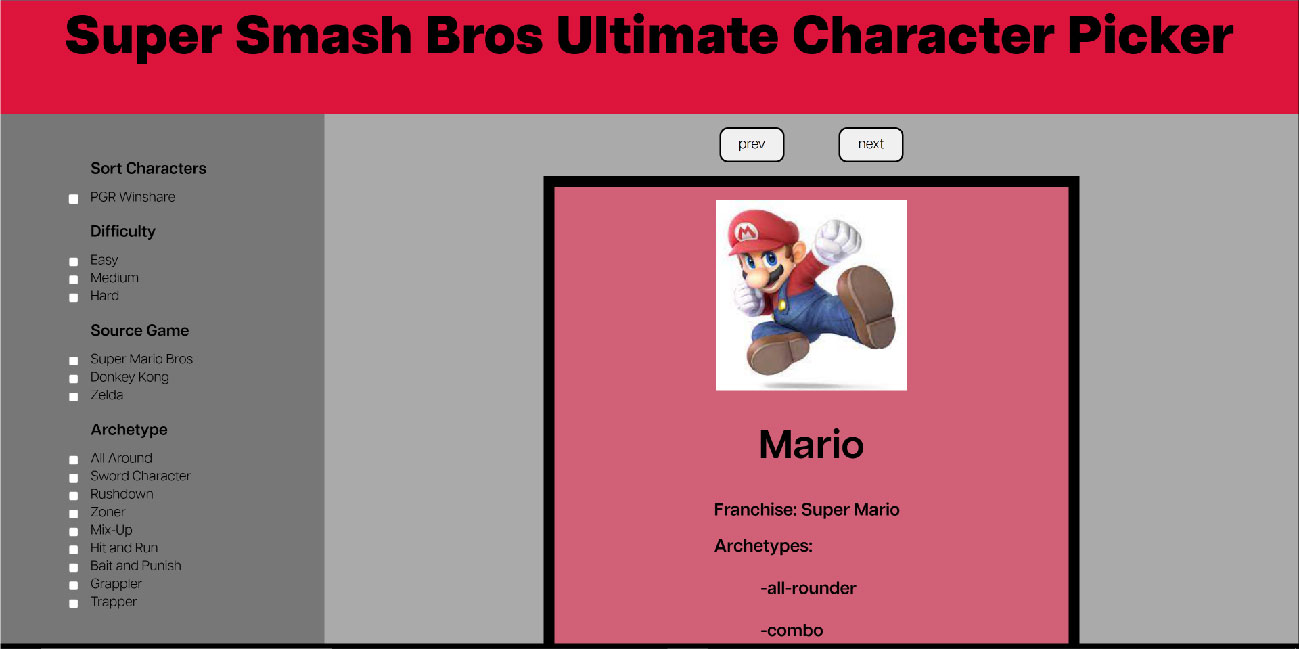 Super Smash Bros Ultimate Character Picker
Sort Characters
PGR Winshare
Difficulty
Easy
Medium
Hard
Source Game
Super Mario Bros
Donkey Kong
Zelda
Archetype
All Around
Sword Character
Rushdown
Zoner
Mix-Up
Hit and Run
Bait and Punish
Grappler
Trapper
prev
next
M
Mario
Franchise: Super Mario
Archetypes:
-all-rounder
-combo